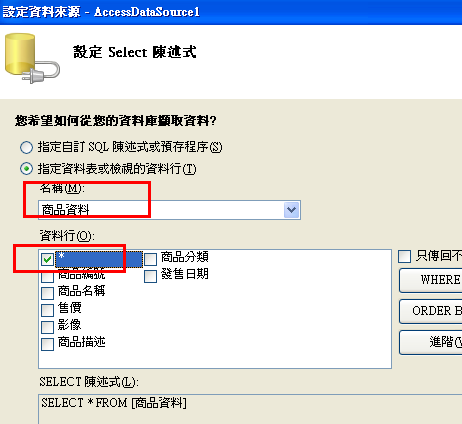 設定資料來源 - AccessDataSource1
設定 Select 陳述式
您希望如何從您的資料庫擷取資料?
指定自訂 SQL 陳述式或預存程序(S)
指定資料表或檢視的資料行(T)
名稱(M):
商品資料
資料行(O):
* 商品分類 只傳回不
商品編號 發售日期 WHERE
商品名稱
售價 ORDER B
影像
商品描述 進階(V
SELECT 陳述式(L):
SELECT * FROM [商品資料]